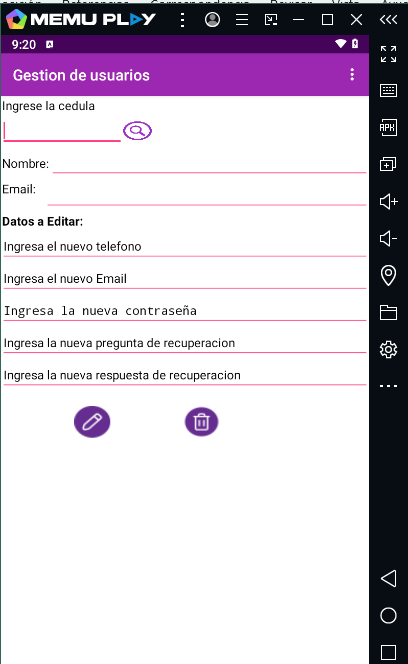 MEMU PLAY
9:20 A
Gestion de usuarios
Ingrese la cedula
Nombre:
Email:
Datos a Editar:
Ingresa el nuevo telefono
Ingresa el nuevo Email
Ingresa la nueva contraseña
Ingresa la nueva pregunta de recuperacion
Ingresa la nueva respuesta de recuperacion
APK